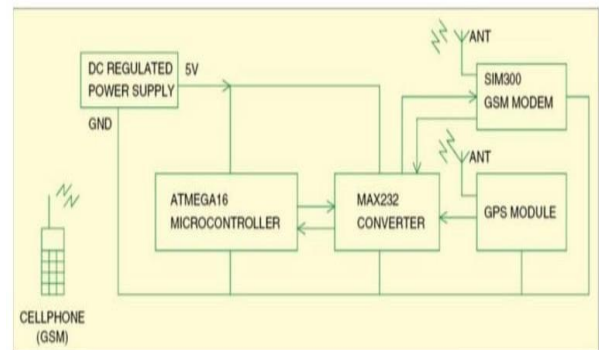 ANT
DC REGULATED
POWER SUPPLY
5V
GND
SIM300
GSM MODEM
ANT
ATMEGA16
MICROCONTROLLER
MAX232
CONVERTER
GPS MODULE
CELLPHONE
(GSM)